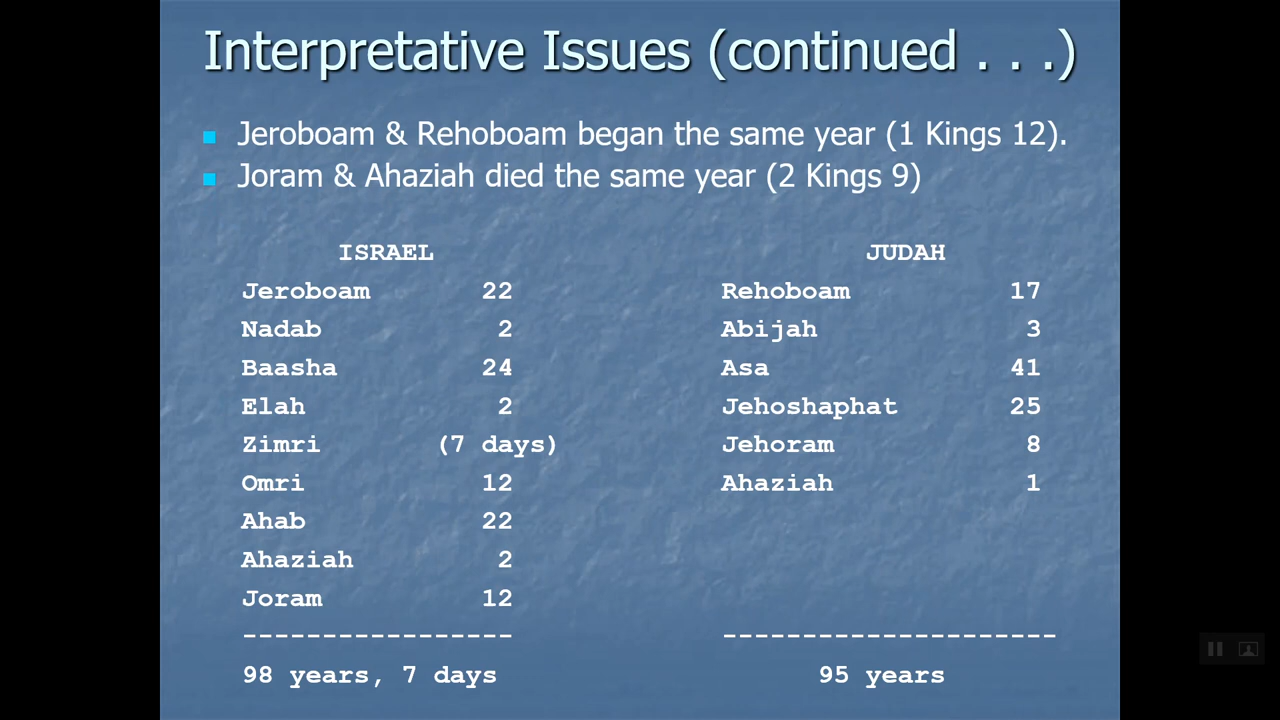 Interpretative Issues (continued . . .)
Jeroboam & Rehoboam began the same year (1 Kings 12).
Joram & Ahaziah died the same year (2 Kings 9)
ISRAEL
Jeroboam 22
Nadab 2
Baasha 24
Elah 2
Zimri (7 days)
Omri 12
Ahab 22
Ahaziah 2
Joram 12
-----------------
98 years, 7 days
JUDAH
Rehoboam 17
Abijah 3
Asa 41
Jehoshaphat 25
Jehoram 8
Ahaziah 1
---------------------
95 years